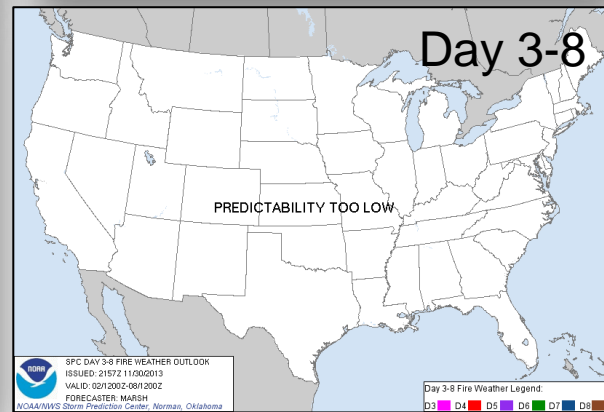 Day 3-8
PREDICTABILITY TOO LOW
NOAA
SPC DAY 3-8 FIRE WEATHER OUTLOOK
ISSUED: 2157Z 11/30/2013
VALID: 02/1200Z-08/1200Z
FORECASTER: MARSH
NOAA/NWS Storm Prediction Center, Norman, Oklahoma
Day 3-8 Fire Weather Legend:
D3 D4 D5 D6 D7 D8